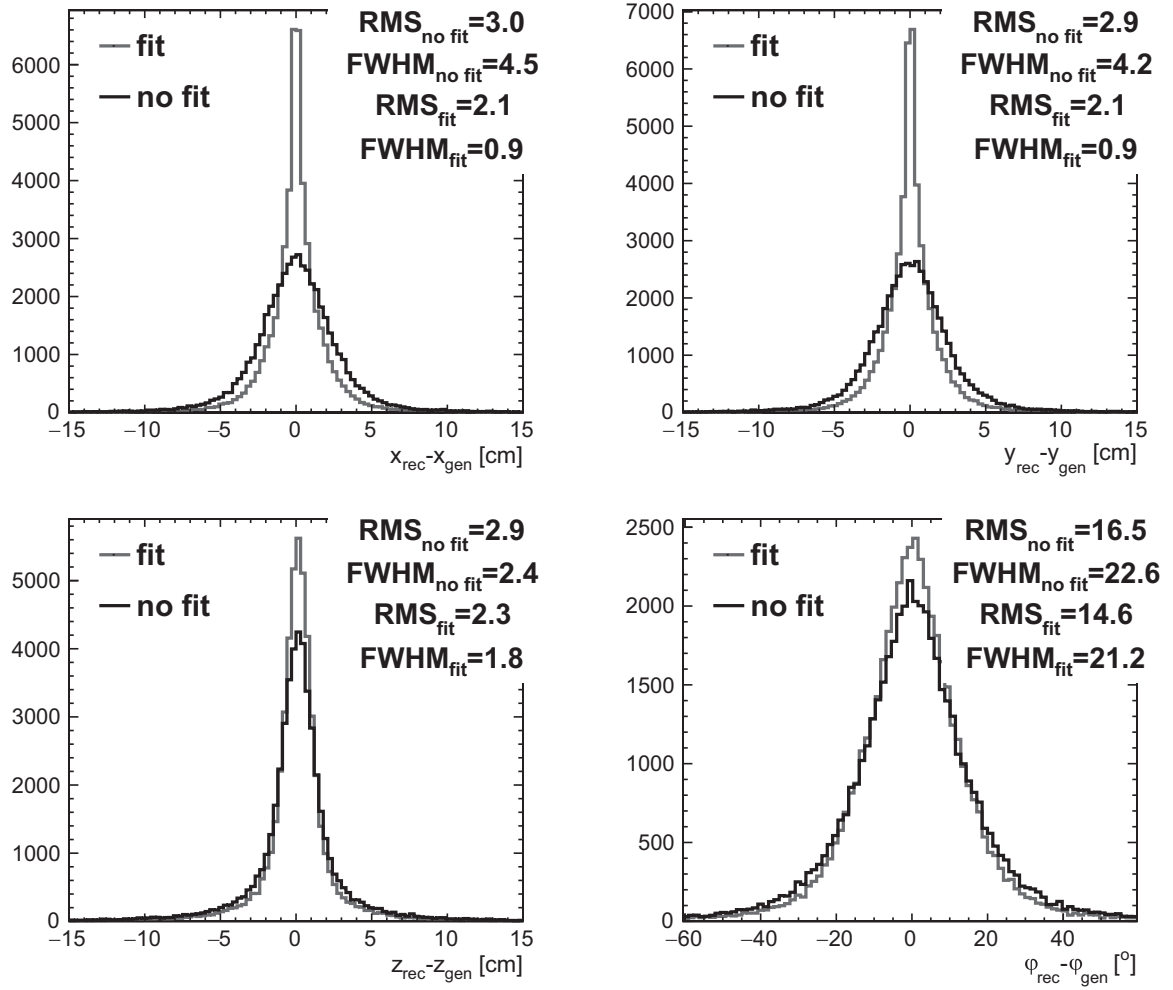 fit
no fit
RMS_no fit=3.0
FWHM_no fit=4.5
RMS_fit=2.1
FWHM_fit=0.9
6000
5000
4000
3000
2000
1000
0
−15 −10 −5 0 5 10 15
x_rec-x_gen [cm]
fit
no fit
RMS_no fit=2.9
FWHM_no fit=4.2
RMS_fit=2.1
FWHM_fit=0.9
7000
6000
5000
4000
3000
2000
1000
0
−15 −10 −5 0 5 10 15
y_rec-y_gen [cm]
fit
no fit
RMS_no fit=2.9
FWHM_no fit=2.4
RMS_fit=2.3
FWHM_fit=1.8
5000
4000
3000
2000
1000
0
−15 −10 −5 0 5 10 15
z_rec-z_gen [cm]
fit
no fit
RMS_no fit=16.5
FWHM_no fit=22.6
RMS_fit=14.6
FWHM_fit=21.2
2500
2000
1500
1000
500
0
−60 −40 −20 0 20 40
φ_rec-φ_gen [°]